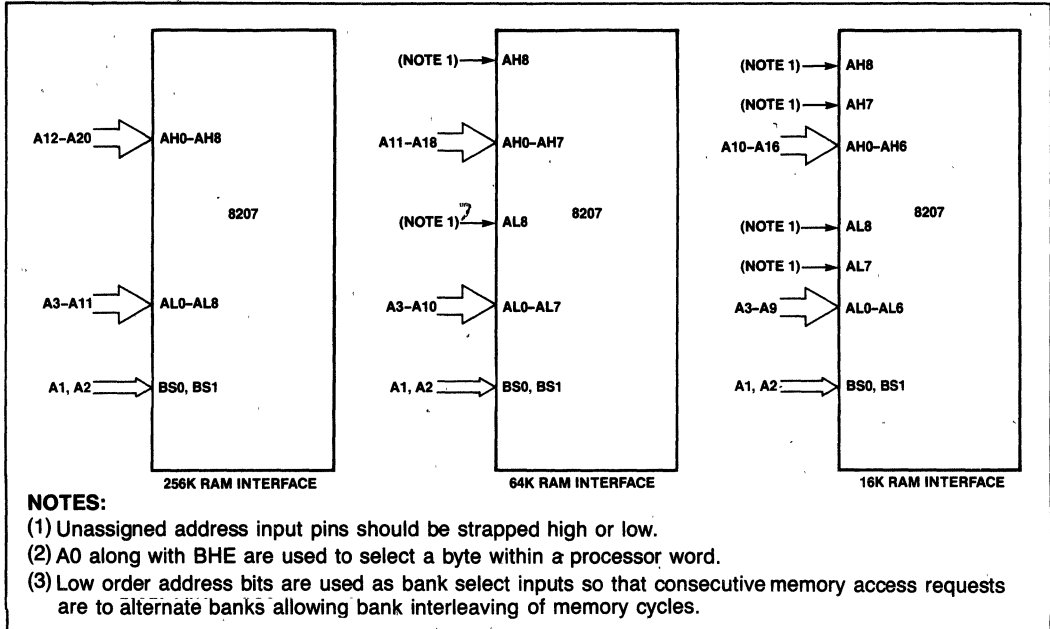 (NOTE 1) AH8
A12–A20 AH0–AH8
8207
A3–A11 AL0–AL8
A1, A2 BS0, BS1
256K RAM INTERFACE
(NOTE 1) AH8
A11–A18 AH0–AH7
(NOTE 1) AL8
8207
A3–A10 AL0–AL7
A1, A2 BS0, BS1
64K RAM INTERFACE
(NOTE 1) AH7
A10–A16 AH0–AH6
8207
(NOTE 1) AL8
(NOTE 1) AL7
A3–A9 AL0–AL6
A1, A2 BS0, BS1
16K RAM INTERFACE
NOTES:
(1) Unassigned address input pins should be strapped high or low.
(2) A0 along with BHE are used to select a byte within a processor word.
(3) Low order address bits are used as bank select inputs so that consecutive memory access requests
are to alternate banks allowing bank interleaving of memory cycles.